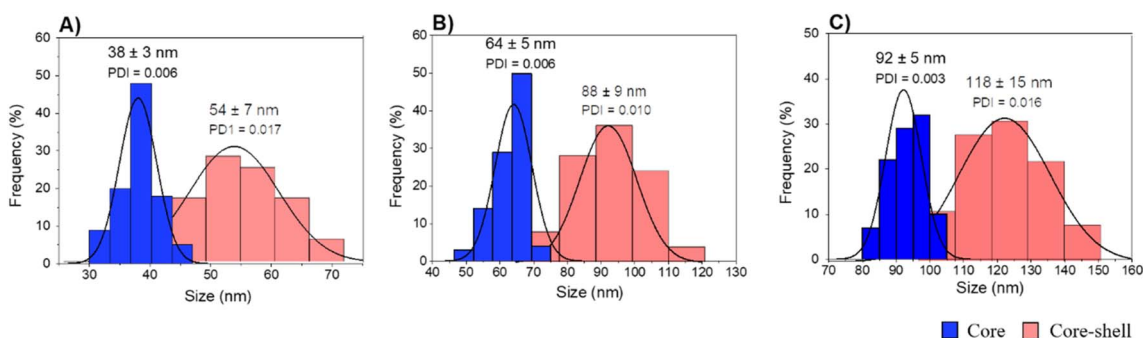 A)
60
50
40
30
20
10
0
Frequency (%)
38 ± 3 nm
PDI = 0.006
54 ± 7 nm
PD1 = 0.017
30 40 50 60 70
Size (nm)
B)
60
50
40
30
20
10
0
Frequency (%)
64 ± 5 nm
PDI = 0.006
88 ± 9 nm
PDI = 0.010
40 50 60 70 80 90 100 110 120 130
Size (nm)
C)
50
40
30
20
10
0
Frequency (%)
92 ± 5 nm
PDI = 0.003
118 ± 15 nm
PDI = 0.016
70 80 90 100 110 120 130 140 150 160
Size (nm)
Core Core-shell